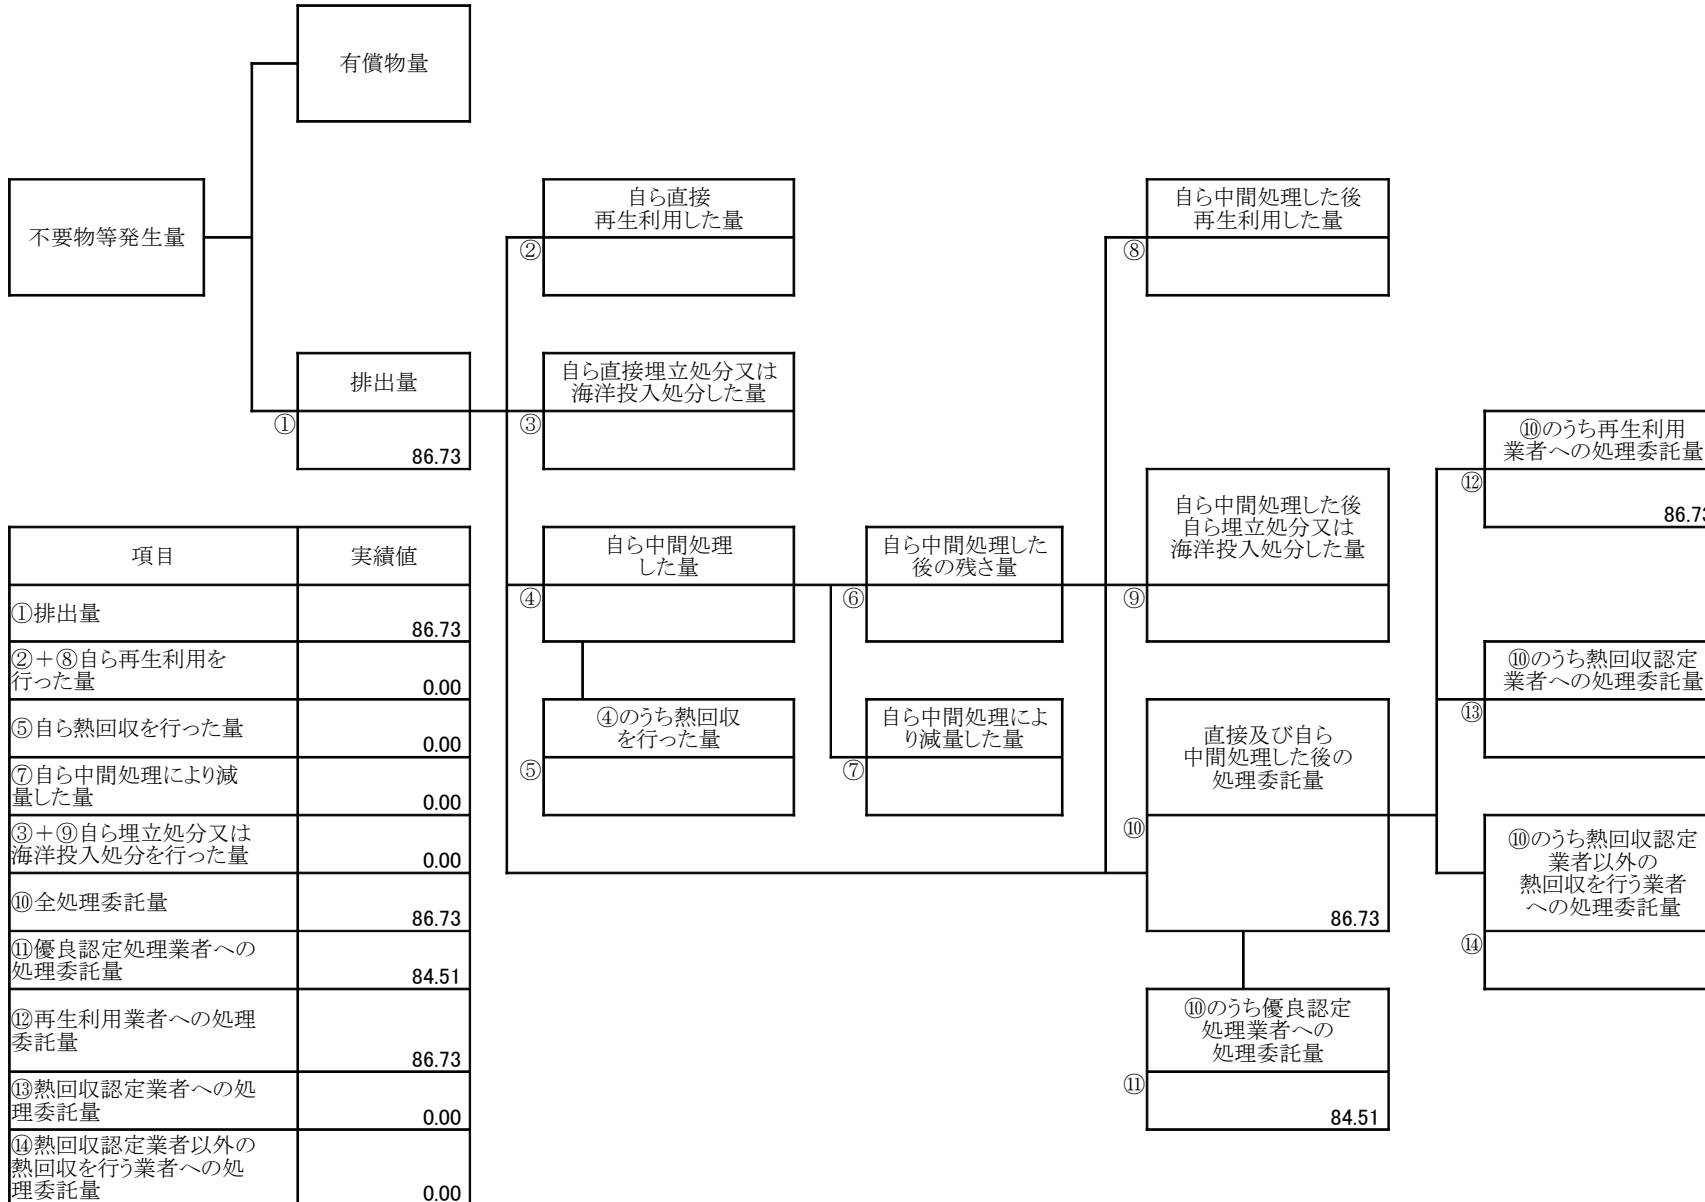 有償物量
不要物等発生量
自ら直接
再生利用した量
②
自ら中間処理した後
再生利用した量
⑧
排出量
①
86.73
自ら直接埋立処分又は
海洋投入処分した量
③
⑩のうち再生利用
業者への処理委託量
⑫
86.73
自ら中間処理
した量
④
自ら中間処理した
後の残さ量
⑥
自ら中間処理した後
自ら埋立処分又は
海洋投入処分した量
⑨
⑩のうち熱回収認定
業者への処理委託量
⑬
④のうち熱回収
を行った量
⑤
自ら中間処理によ
り減量した量
⑦
直接及び自ら
中間処理した後の
処理委託量
⑩
86.73
⑩のうち熱回収認定
業者以外の
熱回収を行う業者
への処理委託量
⑭
⑩のうち優良認定
処理業者への
処理委託量
⑪
84.51
項目 実績値
①排出量
86.73
②+⑧自ら再生利用を
行った量
0.00
⑤自ら熱回収を行った量
0.00
⑦自ら中間処理により減
量した量
0.00
③+⑨自ら埋立処分又は
海洋投入処分を行った量
0.00
⑩全処理委託量
86.73
⑪優良認定処理業者への
処理委託量
84.51
⑫再生利用業者への処理
委託量
86.73
⑬熱回収認定業者への処
理委託量
0.00
⑭熱回収認定業者以外の
熱回収を行う業者への処
理委託量
0.00